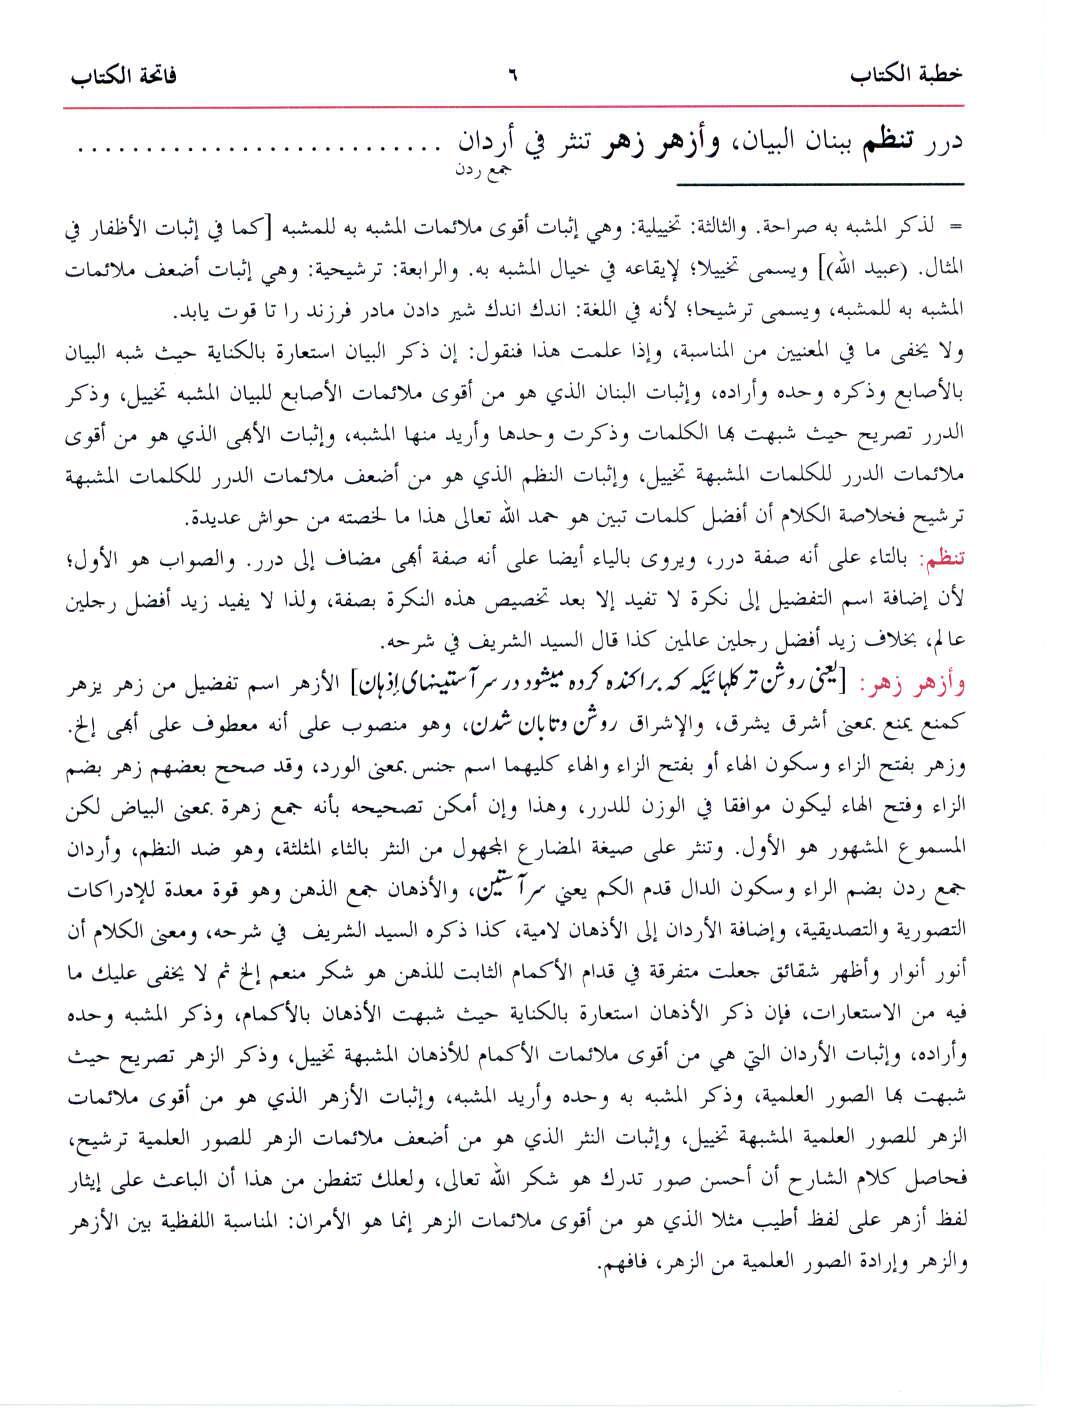 خطبة الكتاب ٦ فاتحة الكتاب
درر تنظم ببنان البيان، وأزهر زهر تنثر في أردان ...........................
جمع ردن
= لذكر المشبه به صراحة. والثالثة: تخييلية: وهي إثبات أقوى ملائمات المشبه به للمشبه [كما في إثبات الأظفار في
المثال. (عبيد الله)] ويسمى تخييلا؛ لإيقاعه في خيال المشبه به. والرابعة: ترشيحية: وهي إثبات أضعف ملائمات
المشبه به للمشبه، ويسمى ترشيحا؛ لأنه في اللغة: اندك اندك شير دادن مادر فرزند را تا قوت يابد.
ولا يخفى ما في المعنيين من المناسبة، وإذا علمت هذا فنقول: إن ذكر البيان استعارة بالكناية حيث شبه البيان
بالأصابع وذكره وحده وأراده، وإثبات البنان الذي هو من أقوى ملائمات الأصابع للبيان المشبه تخييل، وذكر
الدرر تصريح حيث شبهت بها الكلمات وذكرت وحدها وأريد منها المشبه، وإثبات الأبهى الذي هو من أقوى
ملائمات الدرر للكلمات المشبهة تخييل، وإثبات النظم الذي هو من أضعف ملائمات الدرر للكلمات المشبهة
ترشيح فخلاصة الكلام أن أفضل كلمات تبين هو حمد الله تعالى هذا ما لخصته من حواش عديدة.
تنظم: بالتاء على أنه صفة درر، ويروى بالياء أيضا على أنه صفة أبهى مضاف إلى درر. والصواب هو الأول؛
لأن إضافة اسم التفضيل إلى نكرة لا تفيد إلا بعد تخصيص هذه النكرة بصفة، ولذا لا يفيد زيد أفضل رجلين
عالم، بخلاف زيد أفضل رجلين عالمين كذا قال السيد الشريف في شرحه.
وأزهر زهر: [یعنی روشن تر گلہائیکہ کہ براکندہ کردہ میشود در سر آستینہای اِذہان] الأزهر اسم تفضيل من زهر يزهر
كمنع يمنع بمعنى أشرق يشرق، والإشراق روشن وتابان شدن، وهو منصوب على أنه معطوف على أبهى إلخ.
وزهر بفتح الزاء وسكون الهاء أو بفتح الزاء والهاء كليهما اسم جنس بمعنى الورد، وقد صحح بعضهم زهر بضم
الزاء وفتح الهاء ليكون موافقا في الوزن للدرر، وهذا وإن أمكن تصحيحه بأنه جمع زهرة بمعنى البياض لكن
المسموع المشهور هو الأول. وتنثر على صيغة المضارع المجهول من النثر بالثاء المثلثة، وهو ضد النظم، وأردان
جمع ردن بضم الراء وسكون الدال قدم الكم يعني سر آستین، والأذهان جمع الذهن وهو قوة معدة للإدراكات
التصورية والتصديقية، وإضافة الأردان إلى الأذهان لامية، كذا ذكره السيد الشريف في شرحه، ومعنى الكلام أن
أنور أنوار وأظهر شقائق جعلت متفرقة في قدام الأكمام الثابت للذهن هو شكر منعم إلخ ثم لا يخفى عليك ما
فيه من الاستعارات، فإن ذكر الأذهان استعارة بالكناية حيث شبهت الأذهان بالأكمام، وذكر المشبه وحده
وأراده، وإثبات الأردان التي هي من أقوى ملائمات الأكمام للأذهان المشبهة تخييل، وذكر الزهر تصريح حيث
شبهت بها الصور العلمية، وذكر المشبه به وحده وأريد المشبه، وإثبات الأزهر الذي هو من أقوى ملائمات
الزهر للصور العلمية المشبهة تخييل، وإثبات النثر الذي هو من أضعف ملائمات الزهر للصور العلمية ترشيح،
فحاصل كلام الشارح أن أحسن صور تدرك هو شكر الله تعالى، ولعلك تتفطن من هذا أن الباعث على إيثار
لفظ أزهر على لفظ أطيب مثلا الذي هو من أقوى ملائمات الزهر إنما هو الأمران: المناسبة اللفظية بين الأزهر
والزهر وإرادة الصور العلمية من الزهر، فافهم.